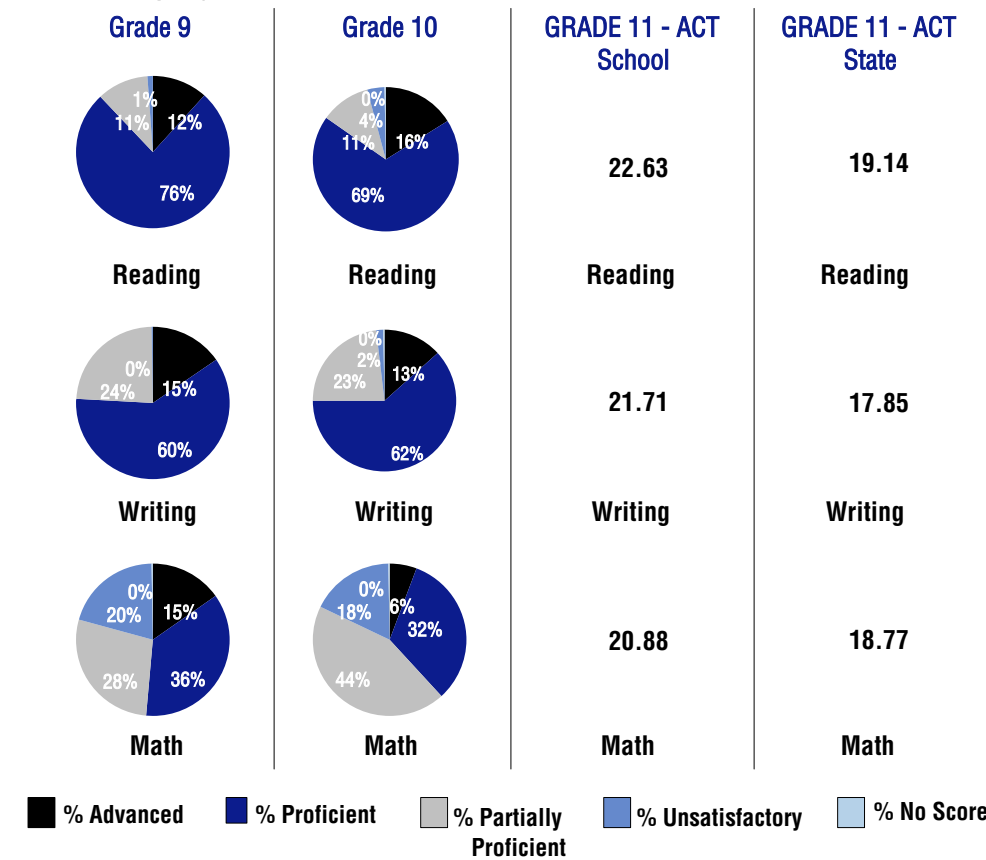 Grade 9
Grade 10
GRADE 11 - ACT
School
GRADE 11 - ACT
State
1%
11%
12%
76%
0%
4%
11%
16%
69%
22.63
19.14
Reading
Reading
Reading
Reading
0%
24%
15%
60%
0%
2%
23%
13%
62%
21.71
17.85
Writing
Writing
Writing
Writing
0%
20%
15%
28%
36%
0%
18%
6%
32%
44%
20.88
18.77
Math
Math
Math
Math
% Advanced
% Proficient
% Partially
Proficient
% Unsatisfactory
% No Score